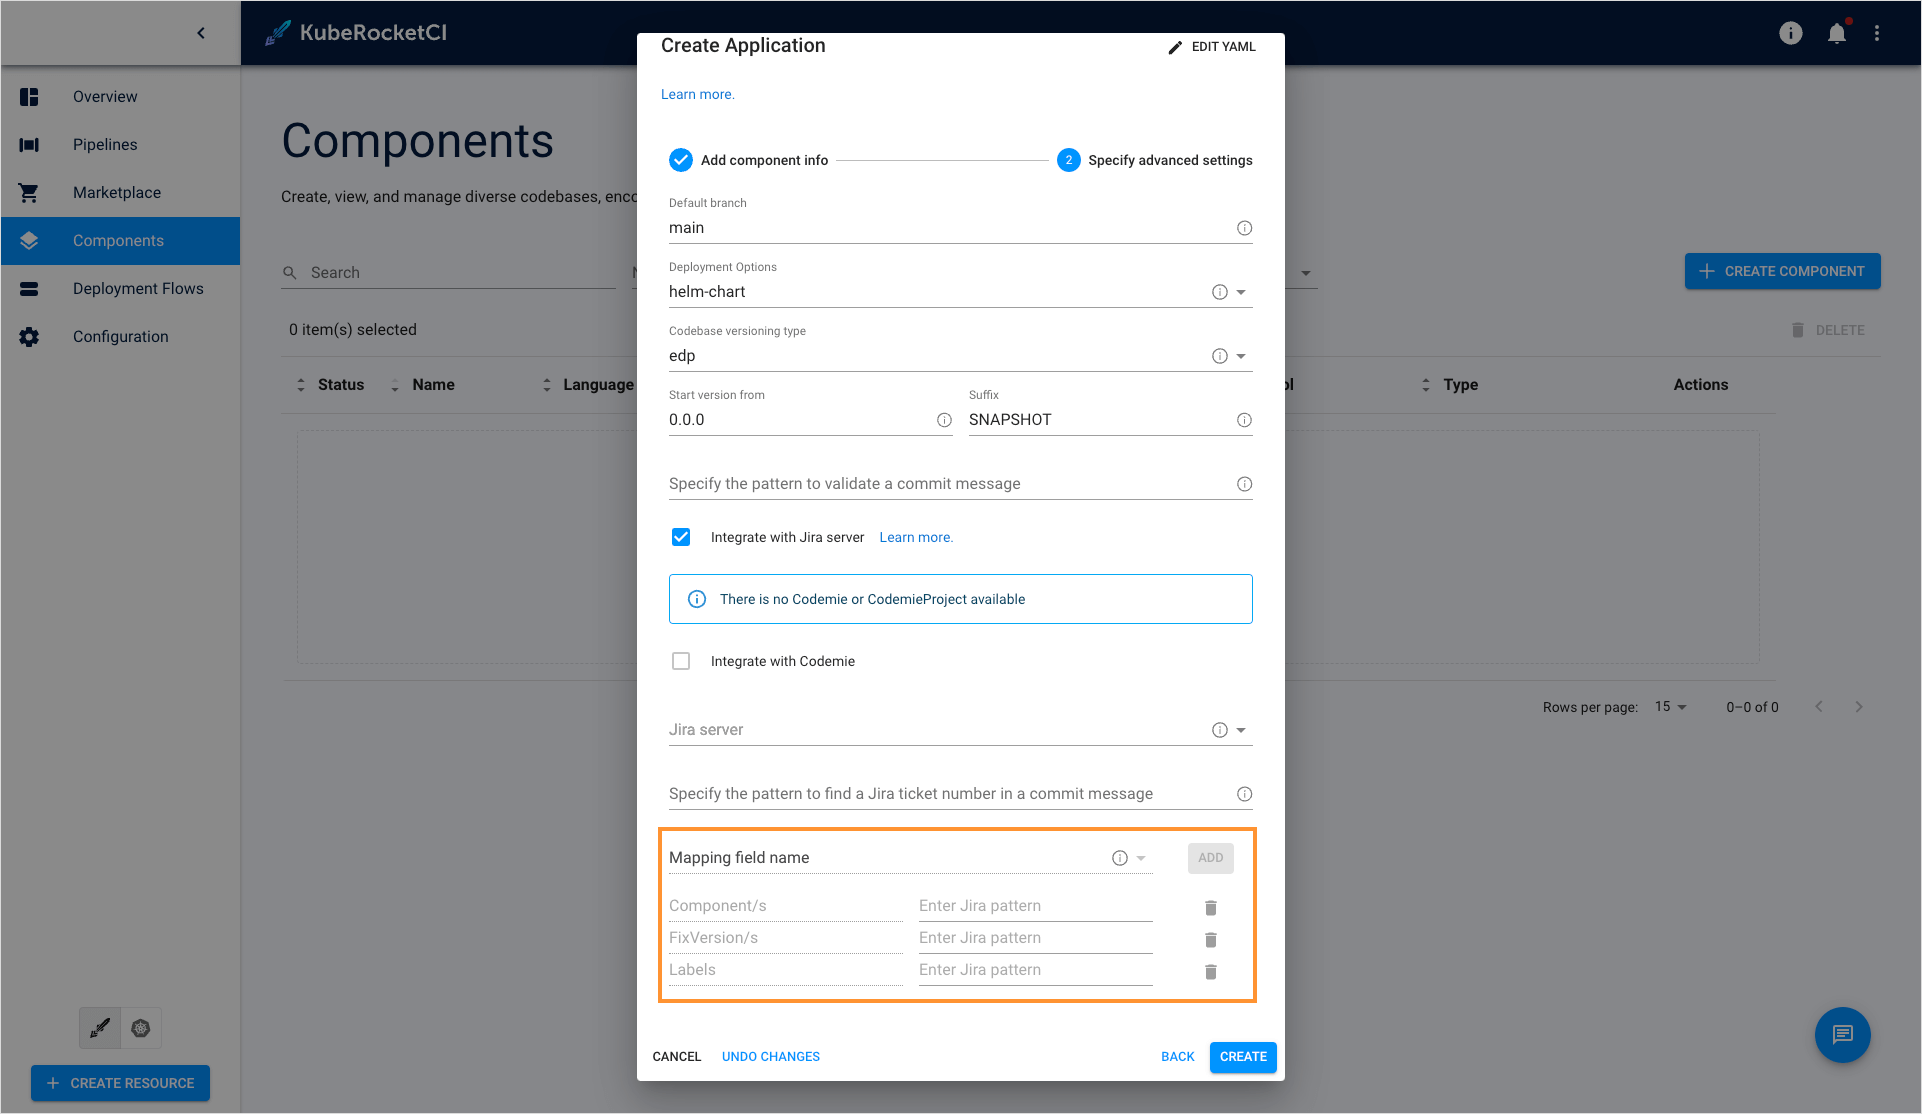 KubeRocketCI
Overview
Pipelines
Marketplace
Components
Deployment Flows
Configuration
CREATE RESOURCE
Components
Create, view, and manage diverse codebases, enco
Search
CREATE COMPONENT
0 item(s) selected
DELETE
Status
Name
Language
Type
Actions
Rows per page:
15
0–0 of 0
Create Application
EDIT YAML
Learn more.
Add component info
2
Specify advanced settings
Default branch
main
Deployment Options
helm-chart
Codebase versioning type
edp
Start version from
0.0.0
Suffix
SNAPSHOT
Specify the pattern to validate a commit message
Integrate with Jira server
Learn more.
There is no Codemie or CodemieProject available
Integrate with Codemie
Jira server
Specify the pattern to find a Jira ticket number in a commit message
Mapping field name
ADD
Component/s
Enter Jira pattern
FixVersion/s
Enter Jira pattern
Labels
Enter Jira pattern
CANCEL
UNDO CHANGES
BACK
CREATE